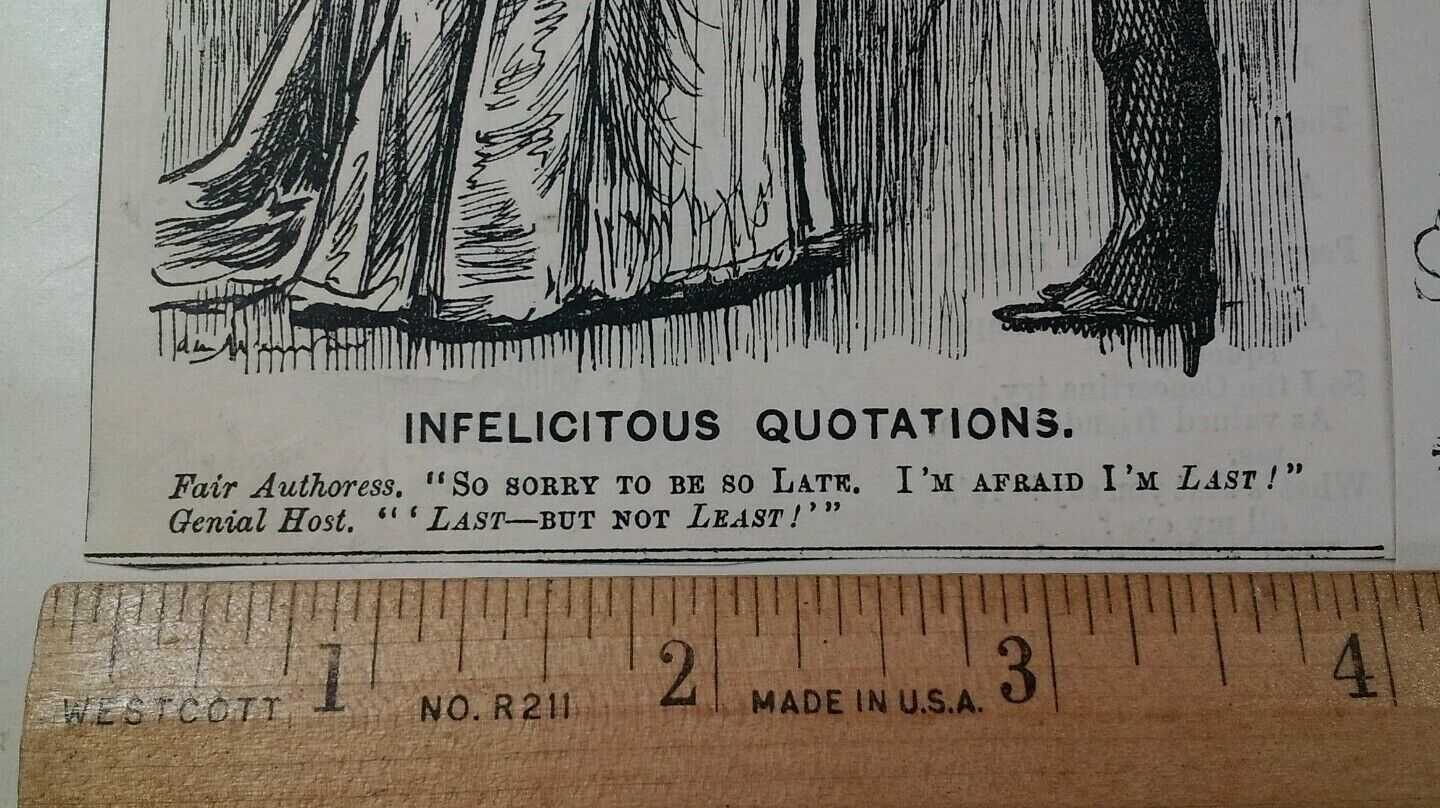 INFELICITOUS QUOTATIONS.
Fair Authoress. "So sorry to be so Late. I'm afraid I'm Last!"
Genial Host. "'Last—but not Least!'"
1 2 3 4
WESTCOTT NO. R211 MADE IN U.S.A.